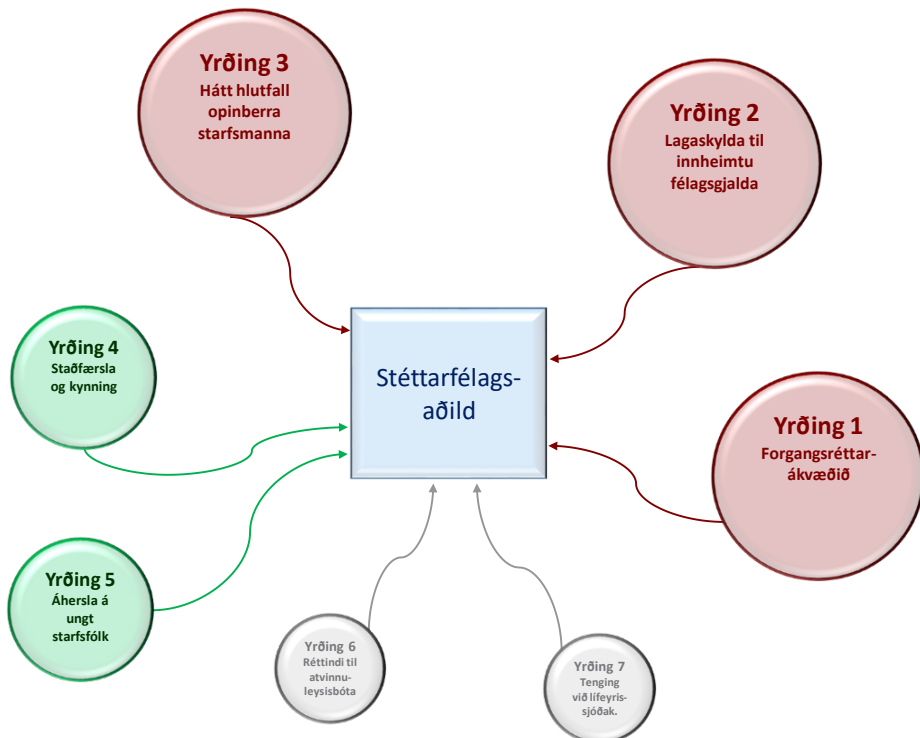 Yrðing 3
Hátt hlutfall
opinberra
starfsmanna
Yrðing 2
Lagaskylda til
innheimtu
félagsgjalda
Yrðing 4
Staðfærsla
og kynning
Stéttarfélags-
aðild
Yrðing 1
Forgangsréttar-
ákvæðið
Yrðing 5
Áhersla á
ungt
starfsfólk
Yrðing 6
Réttindi til
atvinnu-
leysisbóta
Yrðing 7
Tenging
við lífeyris-
sjóðak.